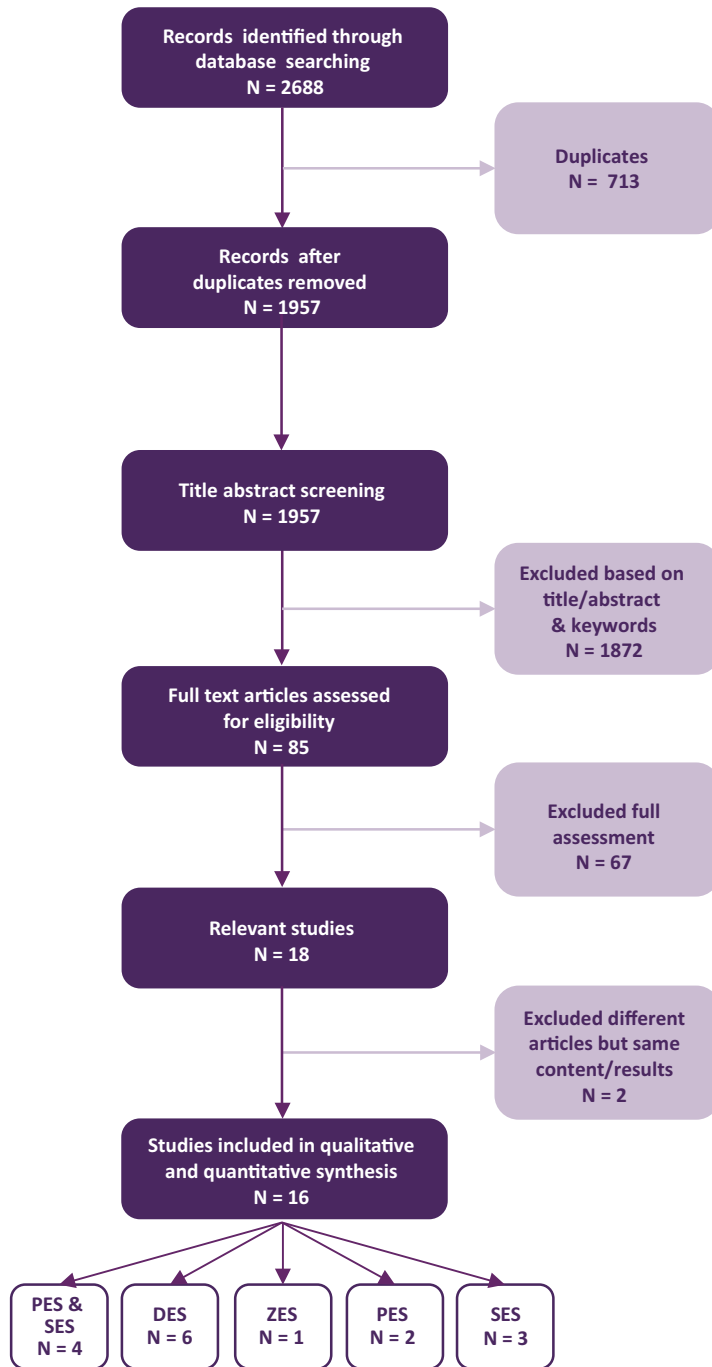 Records identified through
database searching
N = 2688
Duplicates
N = 713
Records after
duplicates removed
N = 1957
Title abstract screening
N = 1957
Excluded based on
title/abstract
& keywords
N = 1872
Full text articles assessed
for eligibility
N = 85
Excluded full
assessment
N = 67
Relevant studies
N = 18
Excluded different
articles but same
content/results
N = 2
Studies included in qualitative
and quantitative synthesis
N = 16
PES &
SES
N = 4
DES
N = 6
ZES
N = 1
PES
N = 2
SES
N = 3